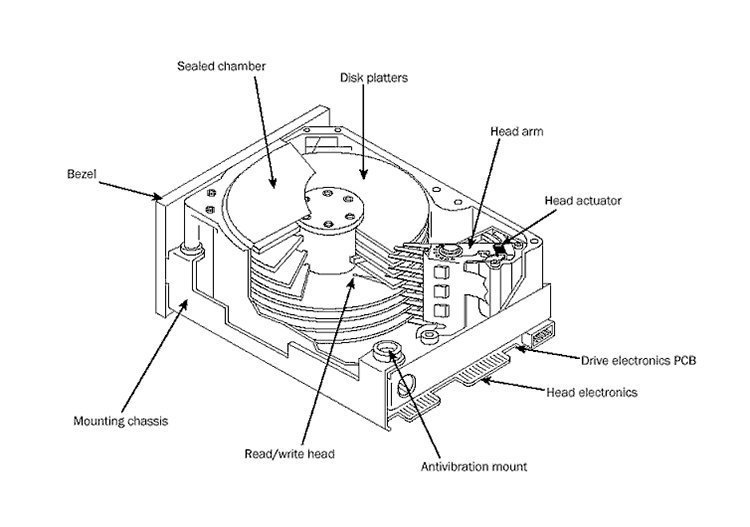 Sealed chamber
Disk platters
Head arm
Bezel
Head actuator
Drive electronics PCB
Head electronics
Mounting chassis
Read/write head
Antivibration mount